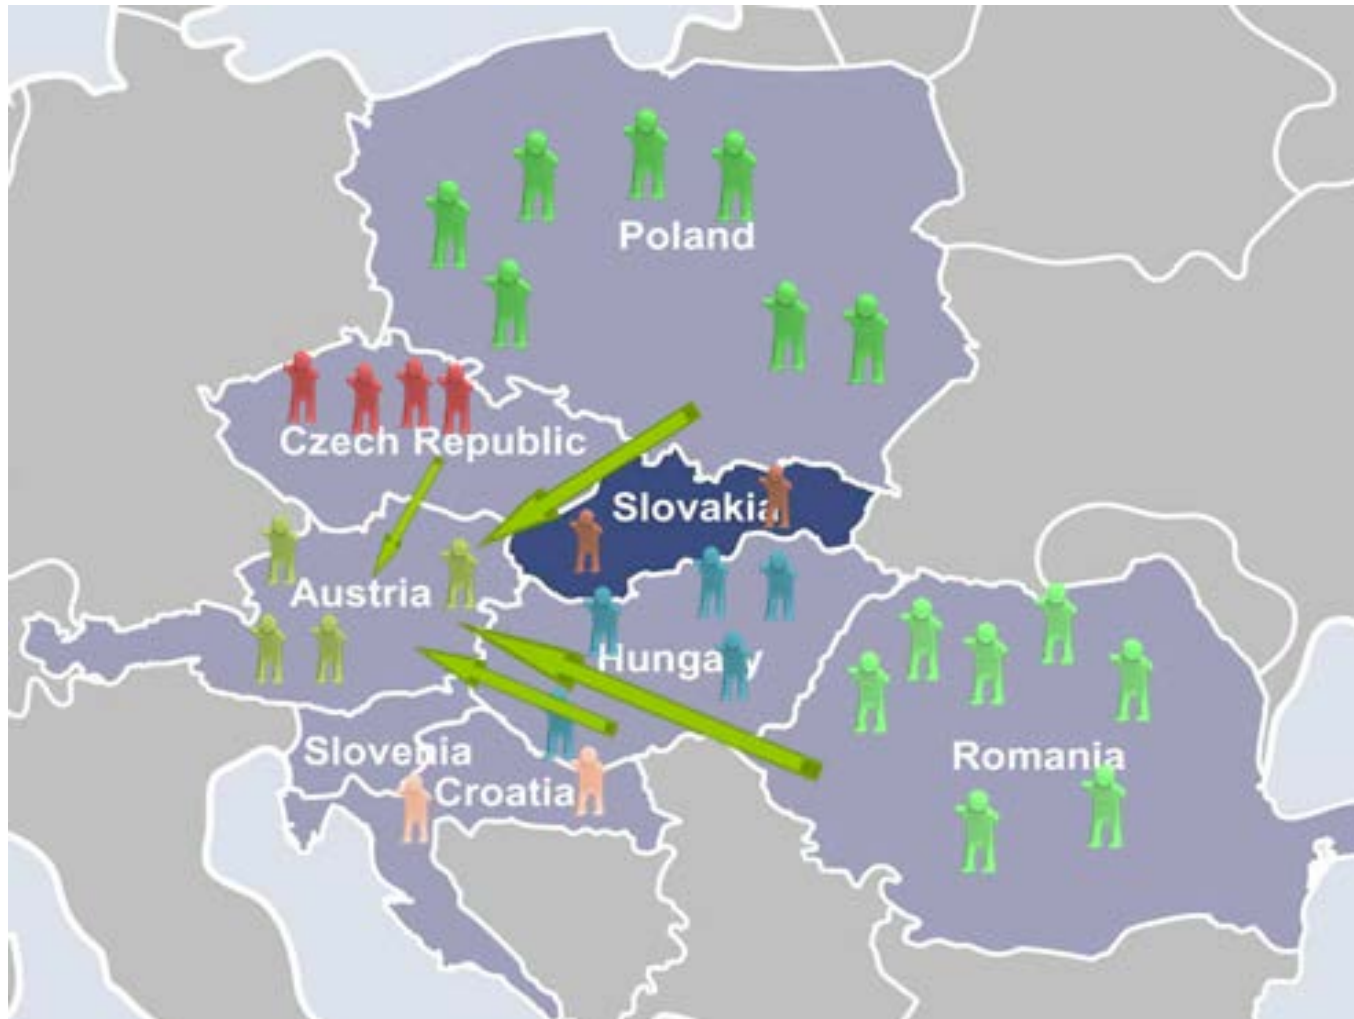 Poland
Czech Republic
Slovakia
Austria
Hungary
Slovenia
Croatia
Romania